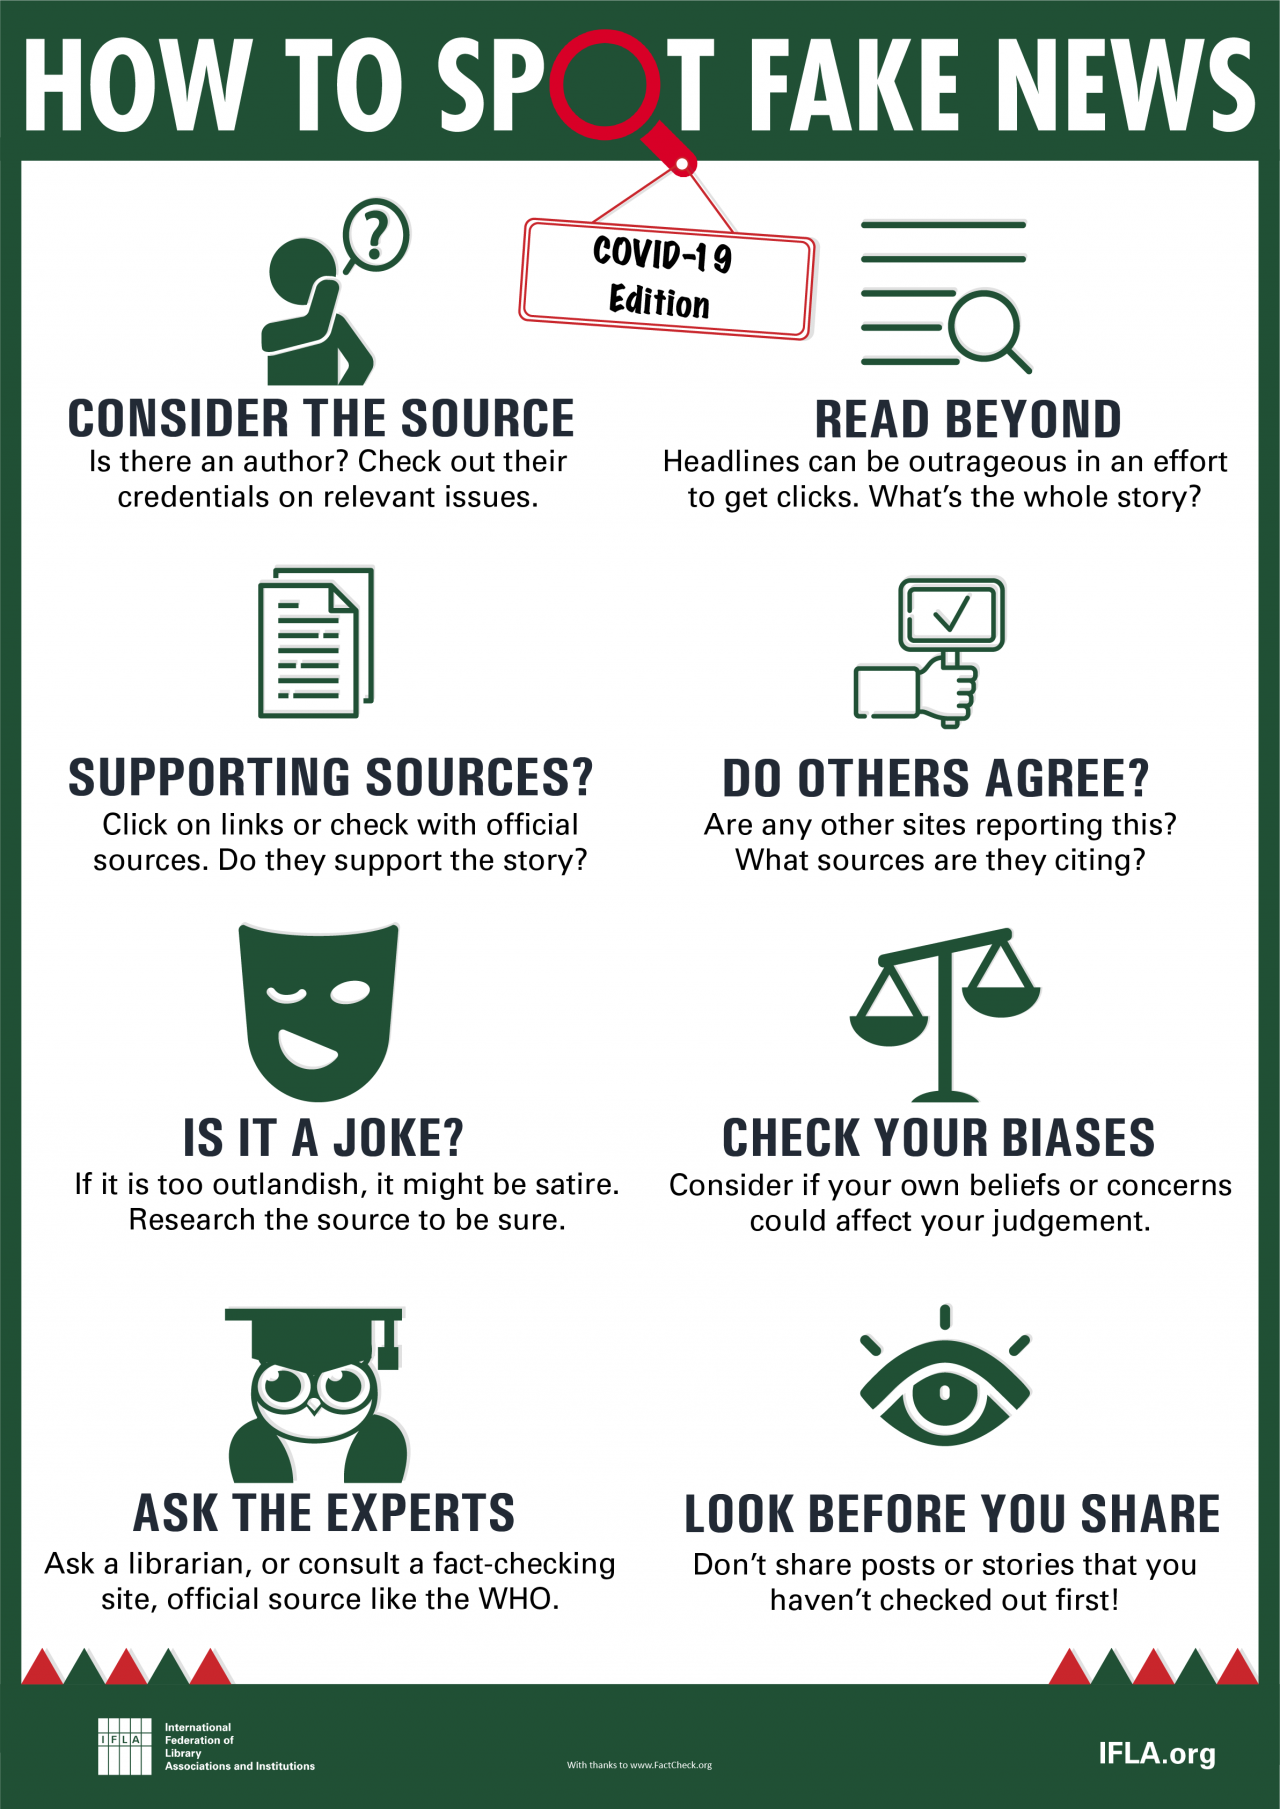 HOW TO SPOT FAKE NEWS
COVID-19
Edition
?
CONSIDER THE SOURCE
Is there an author? Check out their
credentials on relevant issues.
READ BEYOND
Headlines can be outrageous in an effort
to get clicks. What's the whole story?
SUPPORTING SOURCES?
Click on links or check with official
sources. Do they support the story?
DO OTHERS AGREE?
Are any other sites reporting this?
What sources are they citing?
IS IT A JOKE?
If it is too outlandish, it might be satire.
Research the source to be sure.
CHECK YOUR BIASES
Consider if your own beliefs or concerns
could affect your judgement.
ASK THE EXPERTS
Ask a librarian, or consult a fact-checking
site, official source like the WHO.
LOOK BEFORE YOU SHARE
Don't share posts or stories that you
haven't checked out first!
IFLA
International
Federation of
Library
Associations and Institutions
With thanks to www.FactCheck.org
IFLA.org